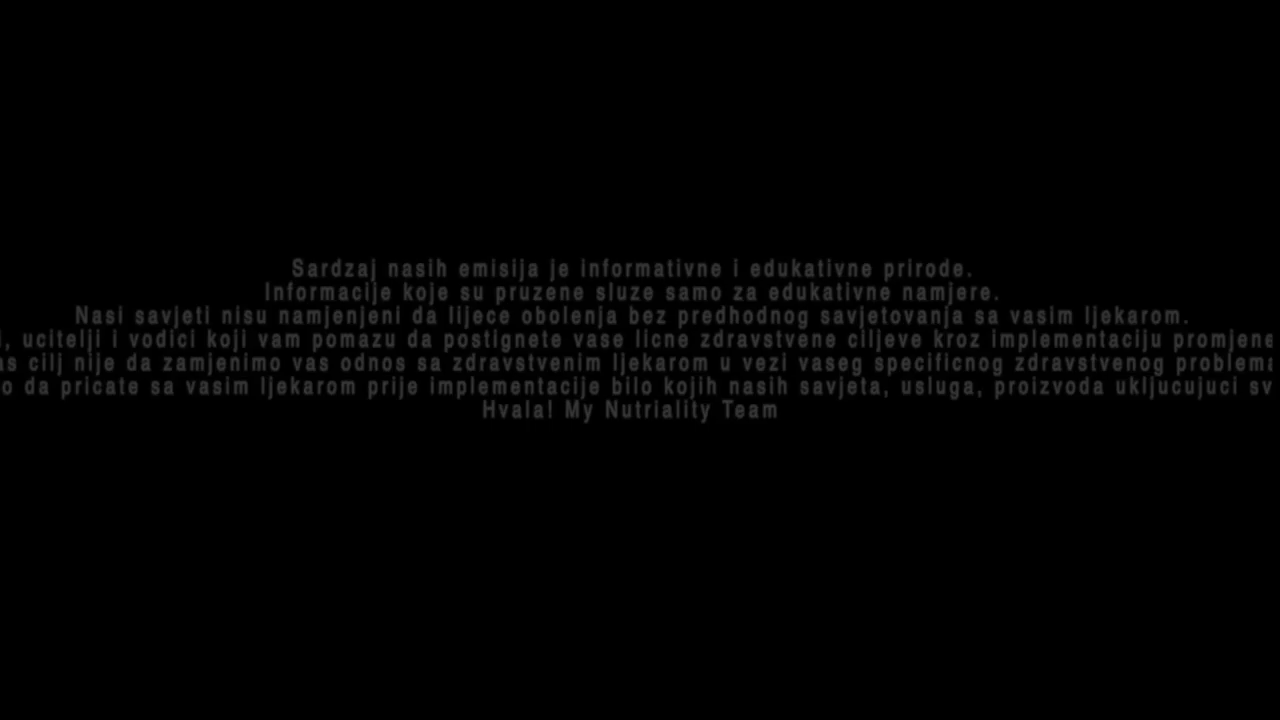 Sardzaj nasih emisija je informativne i edukativne prirode.
Informacije koje su pruzene sluze samo za edukativne namjere.
Nasi savjeti nisu namjenjeni da lijece obolenja bez predhodnog savjetovanja sa vasim ljekarom.
, ucitelji i vodici koji vam pomazu da postignete vase licne zdravstvene ciljeve kroz implementaciju promjene
cilj nije da zamjenimo vas odnos sa zdravstvenim ljekarom u vezi vaseg specificnog zdravstvenog problema
o da pricate sa vasim ljekarom prije implementacije bilo kojih nasih savjeta, usluga, proizvoda ukljucujuci sv
Hvala! My Nutriality Team